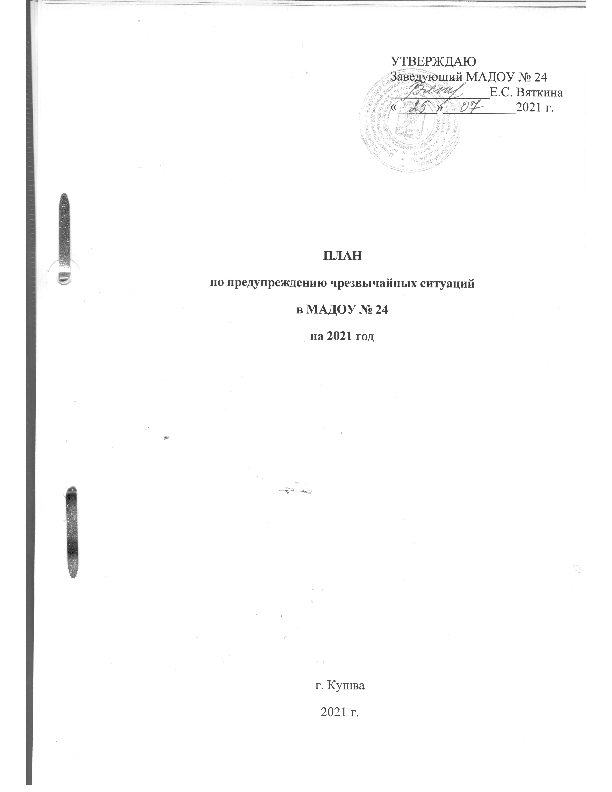 УТВЕРЖДАЮ
Заведующий МАДОУ № 24
Е.С. Вяткина
« 25 » 07 2021 г.
ПЛАН
по предупреждению чрезвычайных ситуаций
в МАДОУ № 24
на 2021 год
г. Кушва
2021 г.